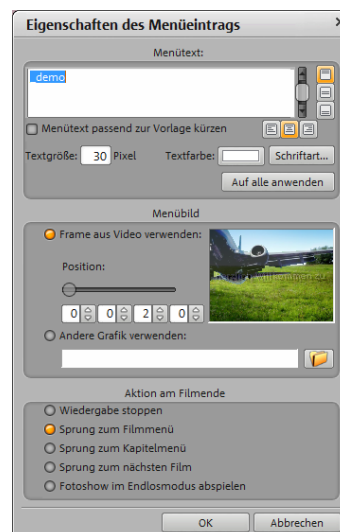 Eigenschaften des Menüeintrags
Menütext:
_demo
Menütext passend zur Vorlage kürzen
Textgröße: 30 Pixel Textfarbe: Schriftart...
Auf alle anwenden
Menübild
Frame aus Video verwenden:
Position:
0 0 2 0
Andere Grafik verwenden:
Aktion am Filmende
Wiedergabe stoppen
Sprung zum Filmmenü
Sprung zum Kapitelmenü
Sprung zum nächsten Film
Fotoshow im Endlosmodus abspielen
OK Abbrechen